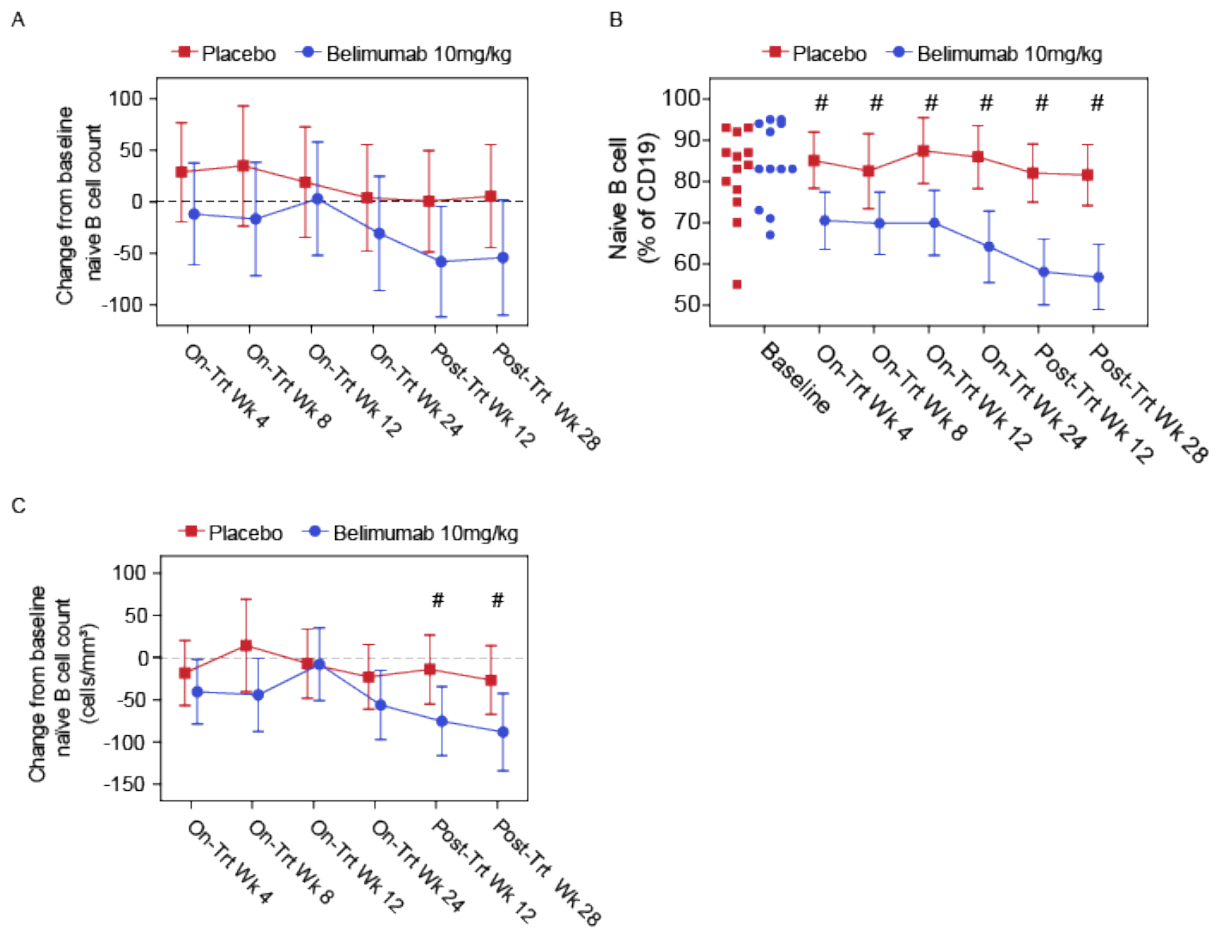 A
Placebo Belimumab 10mg/kg
Change from baseline
naive B cell count
100
50
0
-50
-100
On-Trt Wk 4
On-Trt Wk 8
On-Trt Wk 12
On-Trt Wk 24
Post-Trt Wk 12
Post-Trt Wk 28
B
Placebo Belimumab 10mg/kg
# # # # # #
Naive B cell
(% of CD19)
100
90
80
70
60
50
Baseline
On-Trt Wk 4
On-Trt Wk 8
On-Trt Wk 12
On-Trt Wk 24
Post-Trt Wk 12
Post-Trt Wk 28
C
Placebo Belimumab 10mg/kg
# #
Change from baseline
naïve B cell count
(cells/mm³)
100
50
0
-50
-100
-150
On-Trt Wk 4
On-Trt Wk 8
On-Trt Wk 12
On-Trt Wk 24
Post-Trt Wk 12
Post-Trt Wk 28